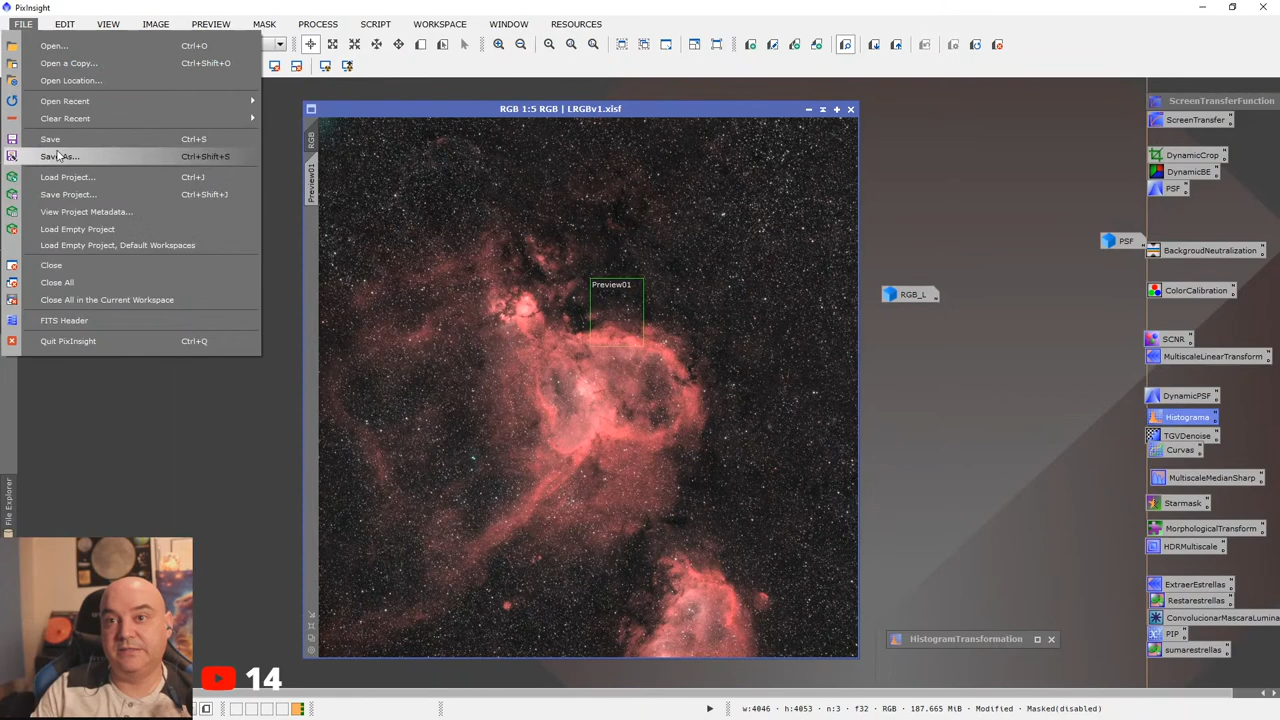 PixInsight
FILE EDIT VIEW IMAGE PREVIEW MASK PROCESS SCRIPT WORKSPACE WINDOW RESOURCES
Open... Ctrl+O
Open a Copy... Ctrl+Shift+O
Open Location...
Open Recent
Clear Recent
Save Ctrl+S
Save As... Ctrl+Shift+S
Load Project... Ctrl+J
Save Project... Ctrl+Shift+J
View Project Metadata...
Load Empty Project
Load Empty Project, Default Workspaces
Close
Close All
Close All in the Current Workspace
FITS Header
Quit PixInsight Ctrl+Q
File Explorer
RGB 1:5 RGB | LRGBv1.xisf
RGB
Preview01
Preview01
RGB_L
PSF
ScreenTransferFunction
ScreenTransfer
DynamicCrop
DynamicBE
PSF
BackgroudNeutralization
ColorCalibration
SCNR
MultiscaleLinearTransform
DynamicPSF
Histograma
TGVDenoise
Curvas
MultiscaleMedianSharp
Starmask
MorphologicalTransform
HDRMultiscale
ExtraerEstrellas
Restarestrellas
ConvolucionarMascaraLumina
PIP
sumarestrellas
HistogramTransformation
14
w:4046 · h:4053 · n:3 · f32 · RGB · 187.665 MiB · Modified · Masked(disabled)